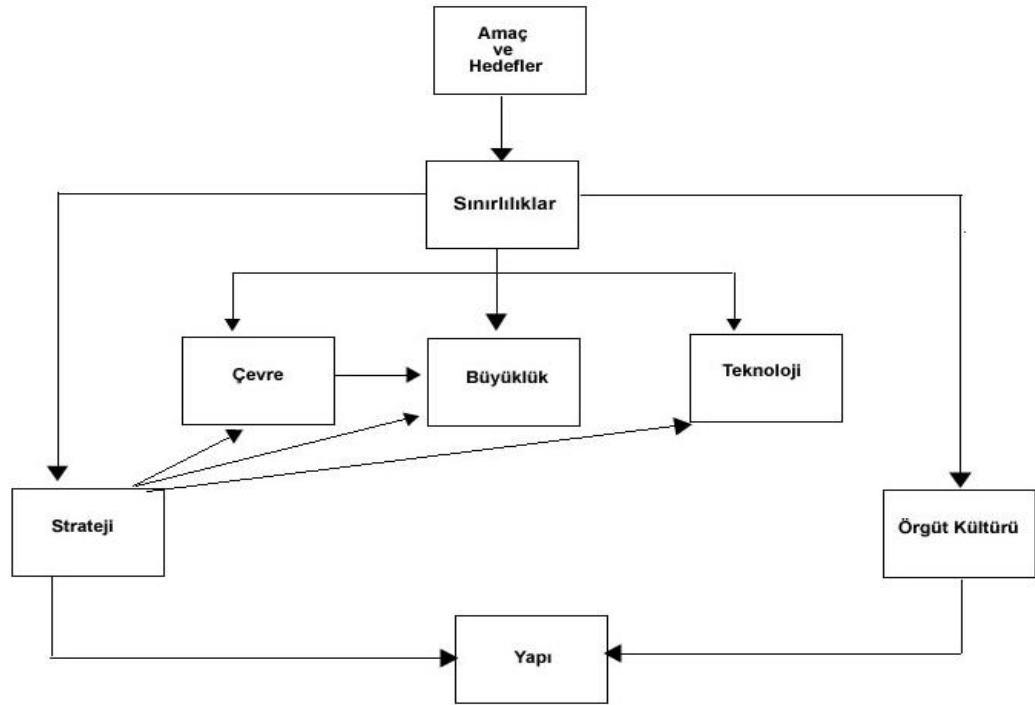 Amaç
ve
Hedefler
Sınırlılıklar
Çevre
Büyüklük
Teknoloji
Strateji
Örgüt Kültürü
Yapı